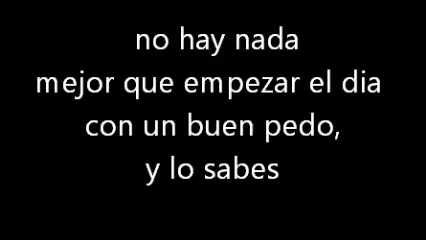 no hay nada
mejor que empezar el dia
con un buen pedo,
y lo sabes